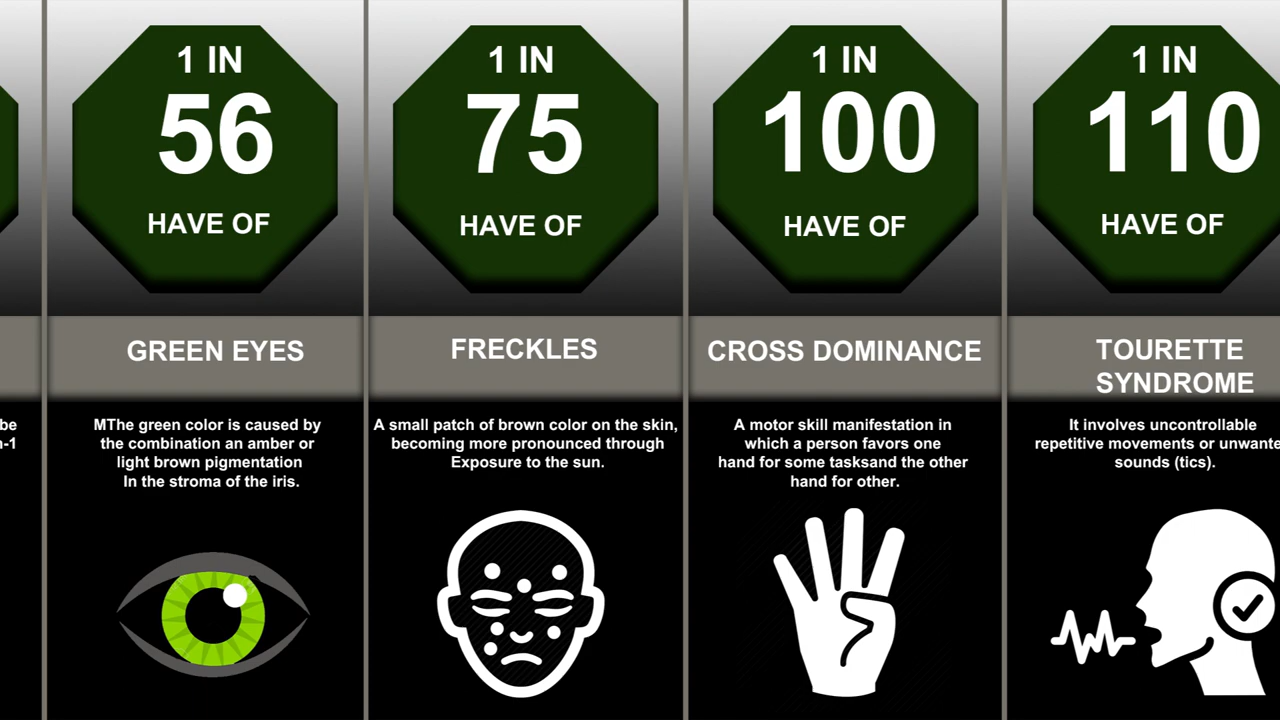 be
n-1
1 IN
56
HAVE OF
GREEN EYES
MThe green color is caused by
the combination an amber or
light brown pigmentation
In the stroma of the iris.
1 IN
75
HAVE OF
FRECKLES
A small patch of brown color on the skin,
becoming more pronounced through
Exposure to the sun.
1 IN
100
HAVE OF
CROSS DOMINANCE
A motor skill manifestation in
which a person favors one
hand for some tasksand the other
hand for other.
1 IN
110
HAVE OF
TOURETTE
SYNDROME
It involves uncontrollable
repetitive movements or unwante
sounds (tics).